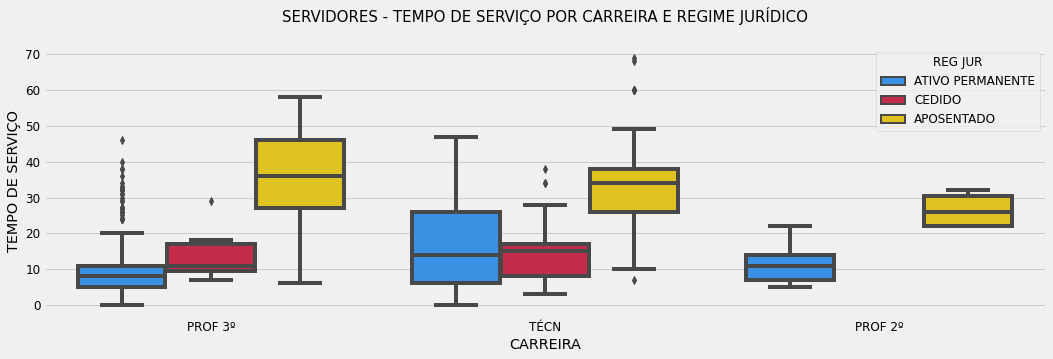 SERVIDORES - TEMPO DE SERVIÇO POR CARREIRA E REGIME JURÍDICO
TEMPO DE SERVIÇO
70
60
50
40
30
20
10
0
REG JUR
ATIVO PERMANENTE
CEDIDO
APOSENTADO
PROF 3º
TÉCN
PROF 2º
CARREIRA